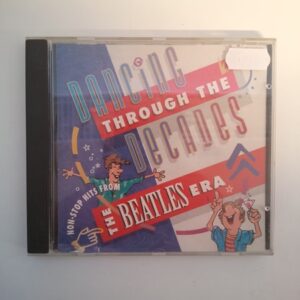 DANCING
THROUGH THE
DECADES
NON-STOP HITS FROM
THE BEATLES ERA